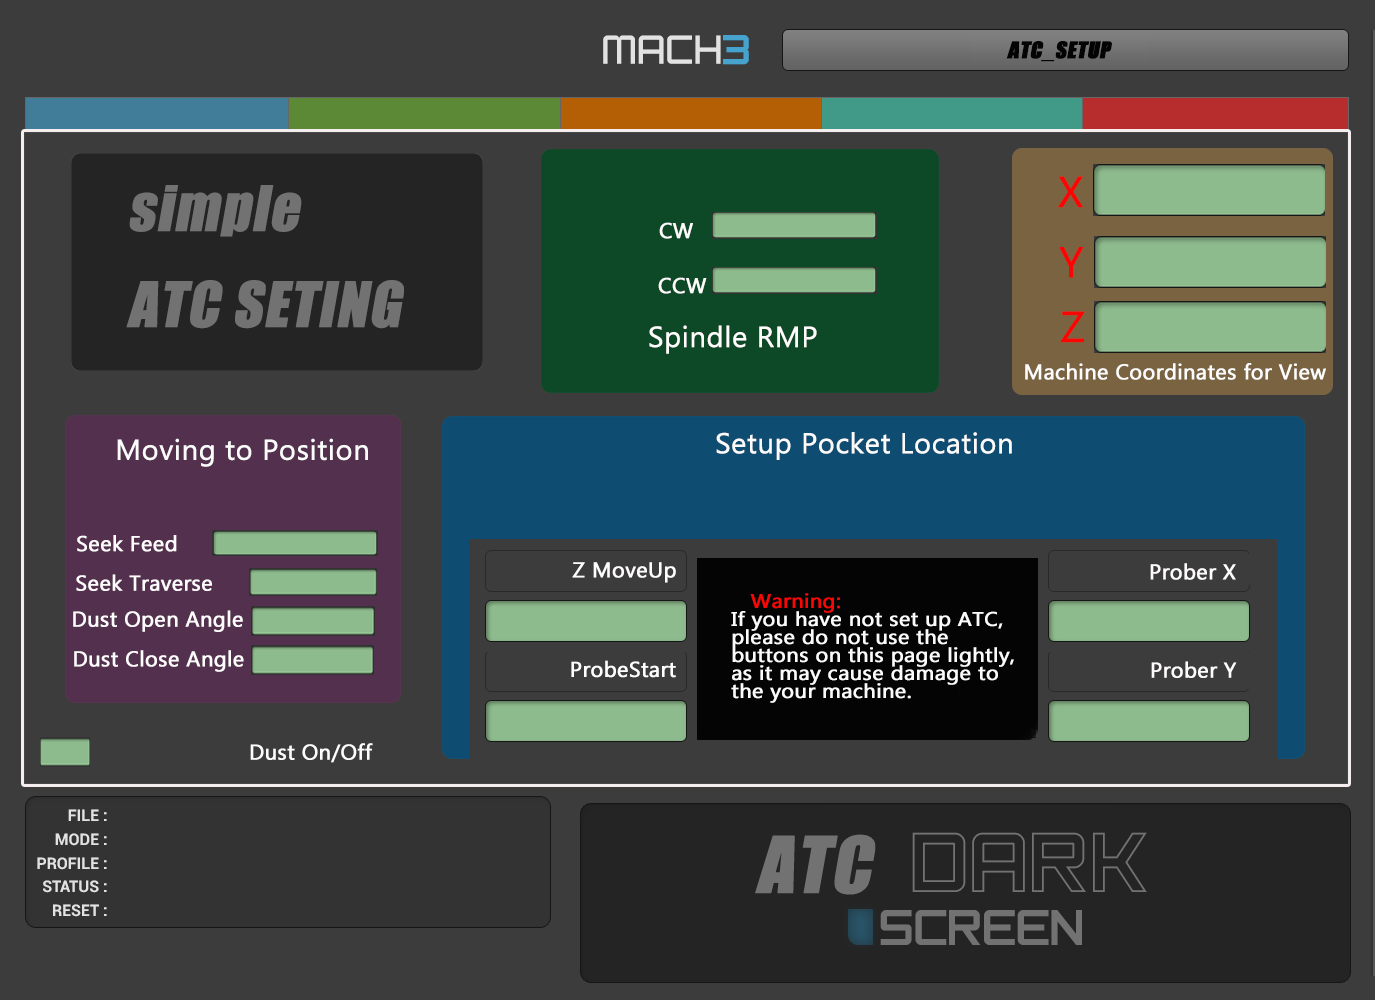 MACH3
ATC_SETUP
simple
ATC SETING
CW
CCW
Spindle RMP
X
Y
Z
Machine Coordinates for View
Moving to Position
Seek Feed
Seek Traverse
Dust Open Angle
Dust Close Angle
Dust On/Off
Setup Pocket Location
Z MoveUp
ProbeStart
Warning:
If you have not set up ATC,
please do not use the
buttons on this page lightly,
as it may cause damage to
the your machine.
Prober X
Prober Y
FILE :
MODE :
PROFILE :
STATUS :
RESET :
ATC DARK
SCREEN